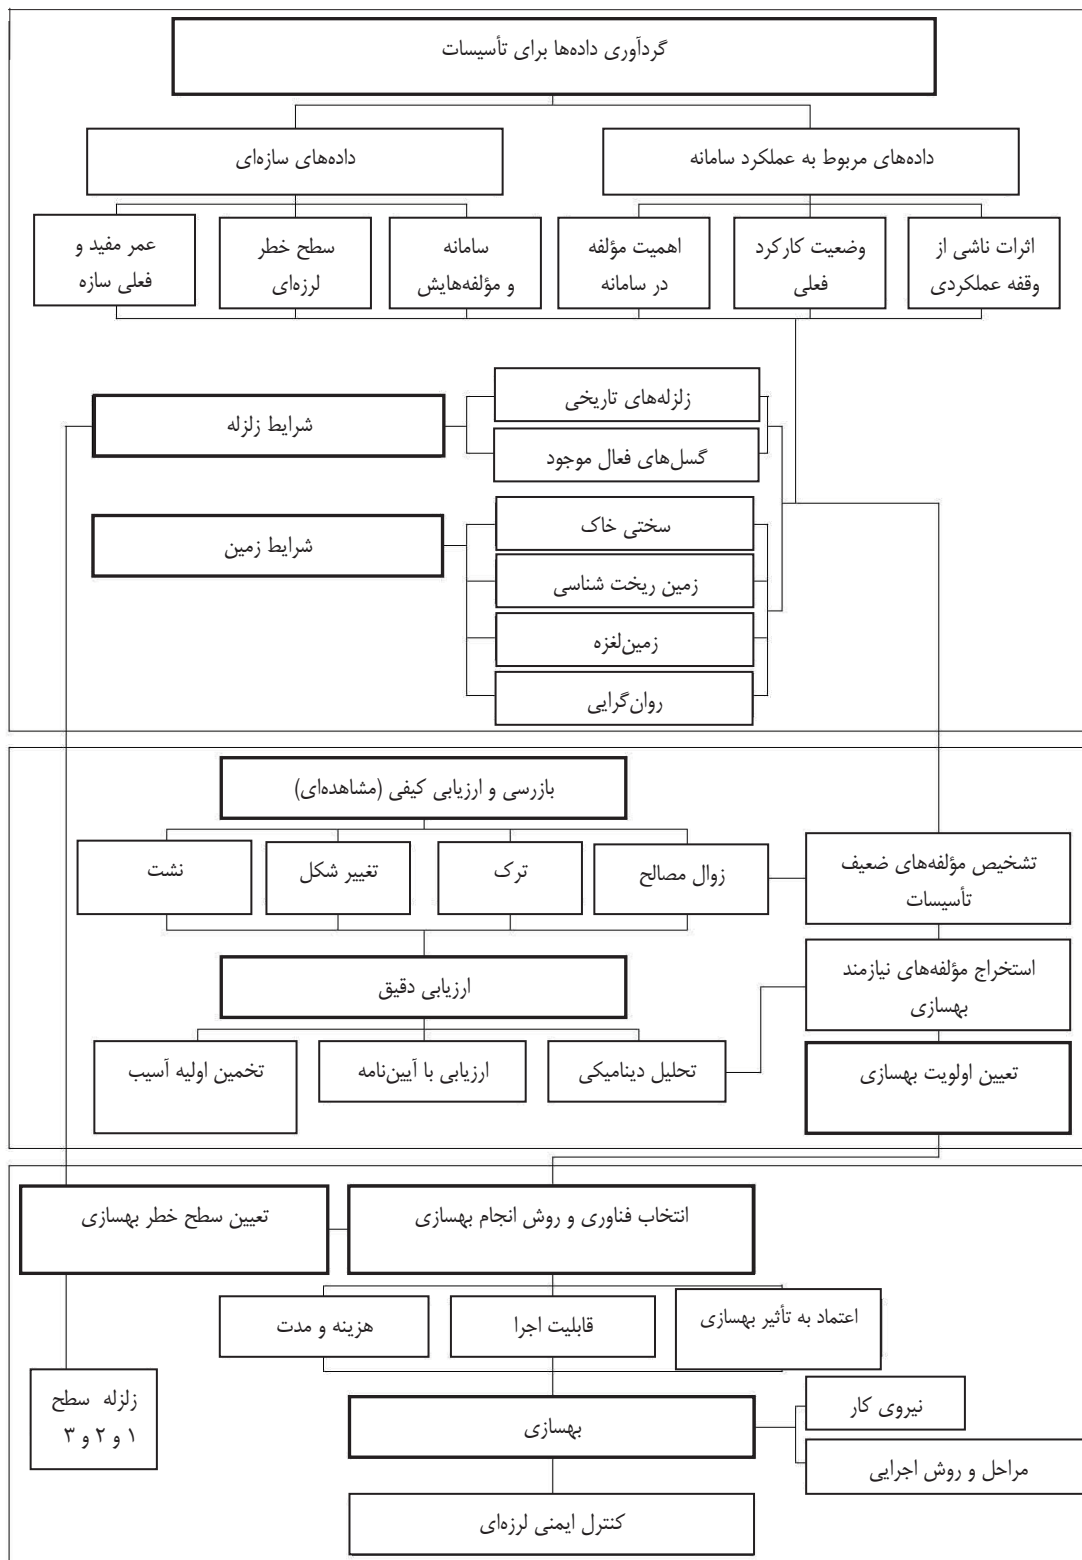 گردآوری داده‌ها برای تأسیسات
داده‌های مربوط به عملکرد سامانه
داده‌های سازه‌ای
اثرات ناشی از
وقفه عملکردی
وضعیت کارکرد
فعلی
اهمیت مؤلفه
در سامانه
سامانه
و مؤلفه‌هایش
سطح خطر
لرزه‌ای
عمر مفید و
فعلی سازه
زلزله‌های تاریخی
شرایط زلزله
گسل‌های فعال موجود
سختی خاک
شرایط زمین
زمین ریخت شناسی
زمین‌لغزه
روان‌گرایی
بازرسی و ارزیابی کیفی (مشاهده‌ای)
تشخیص مؤلفه‌های ضعیف
تأسیسات
زوال مصالح
ترک
تغییر شکل
نشت
استخراج مؤلفه‌های نیازمند
بهسازی
ارزیابی دقیق
تعیین اولویت بهسازی
تحلیل دینامیکی
ارزیابی با آیین‌نامه
تخمین اولیه آسیب
انتخاب فناوری و روش انجام بهسازی
تعیین سطح خطر بهسازی
اعتماد به تأثیر بهسازی
قابلیت اجرا
هزینه و مدت
زلزله سطح
۱ و ۲ و ۳
نیروی کار
بهسازی
مراحل و روش اجرایی
کنترل ایمنی لرزه‌ای